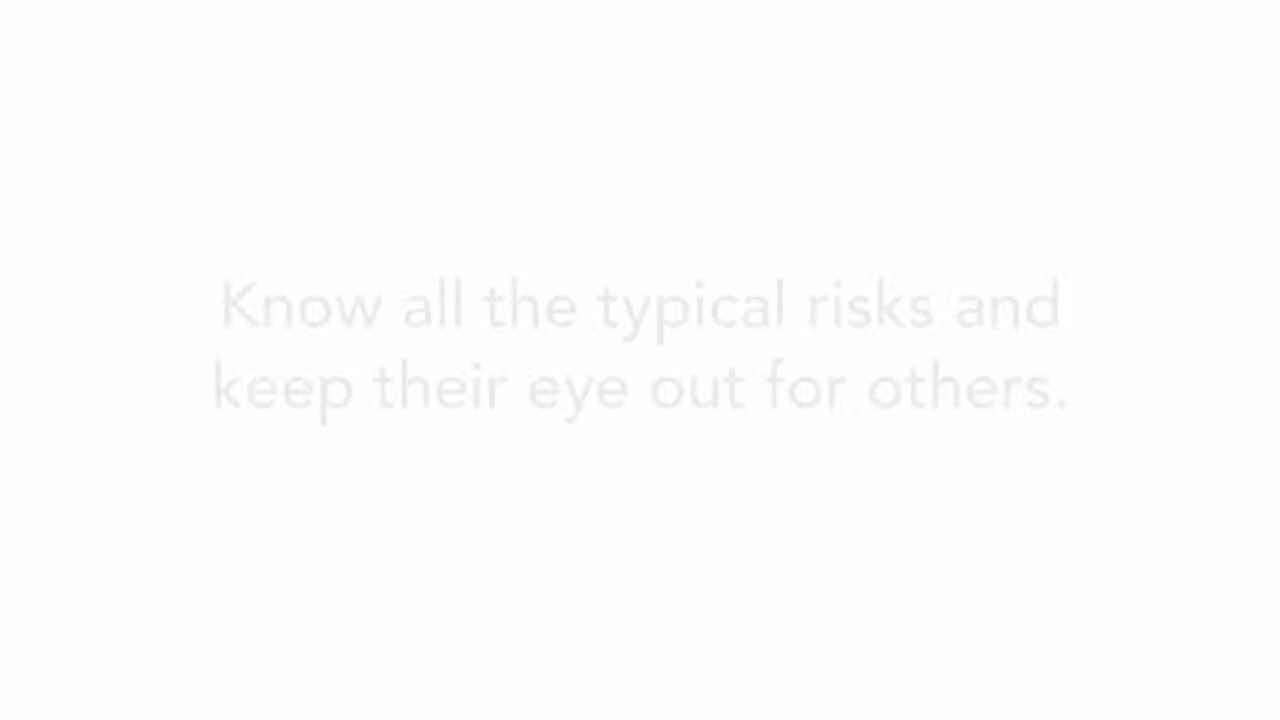 Know all the typical risks and
keep their eye out for others.